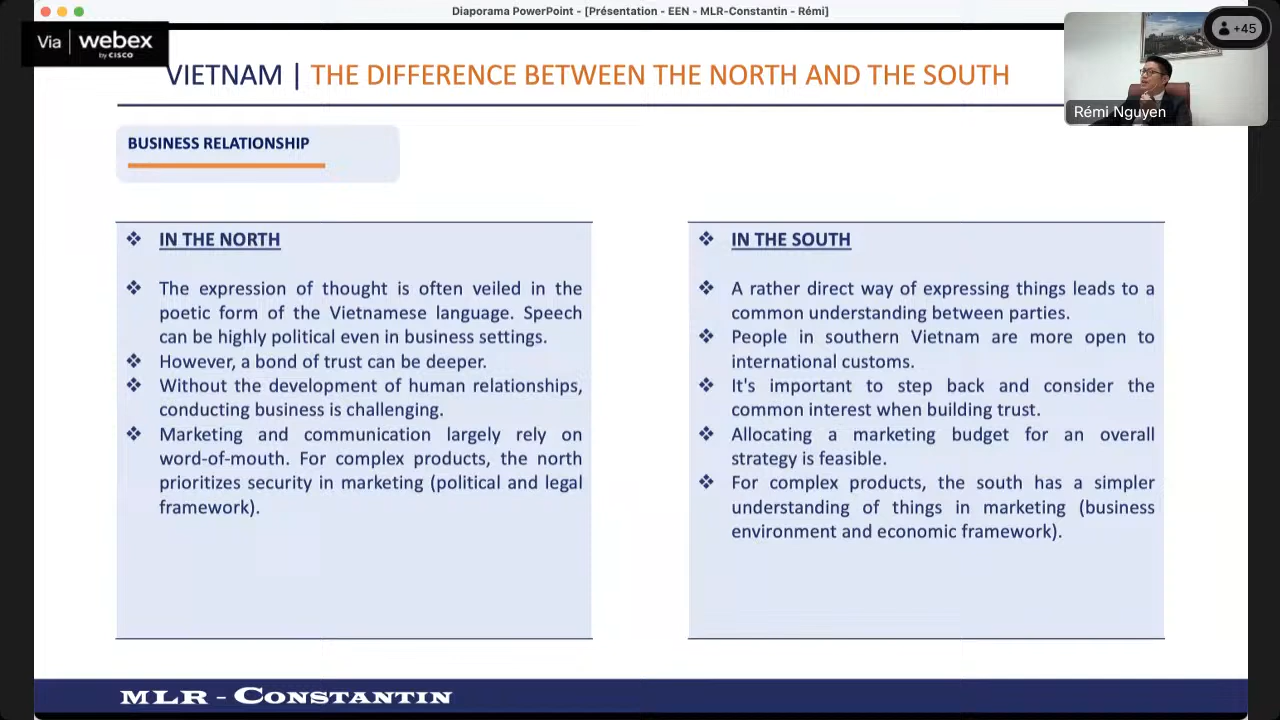 Diaporama PowerPoint - [Présentation - EEN - MLR-Constantin - Rémi]
Via webex
by CISCO
+45
VIETNAM | THE DIFFERENCE BETWEEN THE NORTH AND THE SOUTH
Rémi Nguyen
BUSINESS RELATIONSHIP
❖ IN THE NORTH
❖ The expression of thought is often veiled in the
poetic form of the Vietnamese language. Speech
can be highly political even in business settings.
❖ However, a bond of trust can be deeper.
❖ Without the development of human relationships,
conducting business is challenging.
❖ Marketing and communication largely rely on
word-of-mouth. For complex products, the north
prioritizes security in marketing (political and legal
framework).
❖ IN THE SOUTH
❖ A rather direct way of expressing things leads to a
common understanding between parties.
❖ People in southern Vietnam are more open to
international customs.
❖ It's important to step back and consider the
common interest when building trust.
❖ Allocating a marketing budget for an overall
strategy is feasible.
❖ For complex products, the south has a simpler
understanding of things in marketing (business
environment and economic framework).
MLR - CONSTANTIN